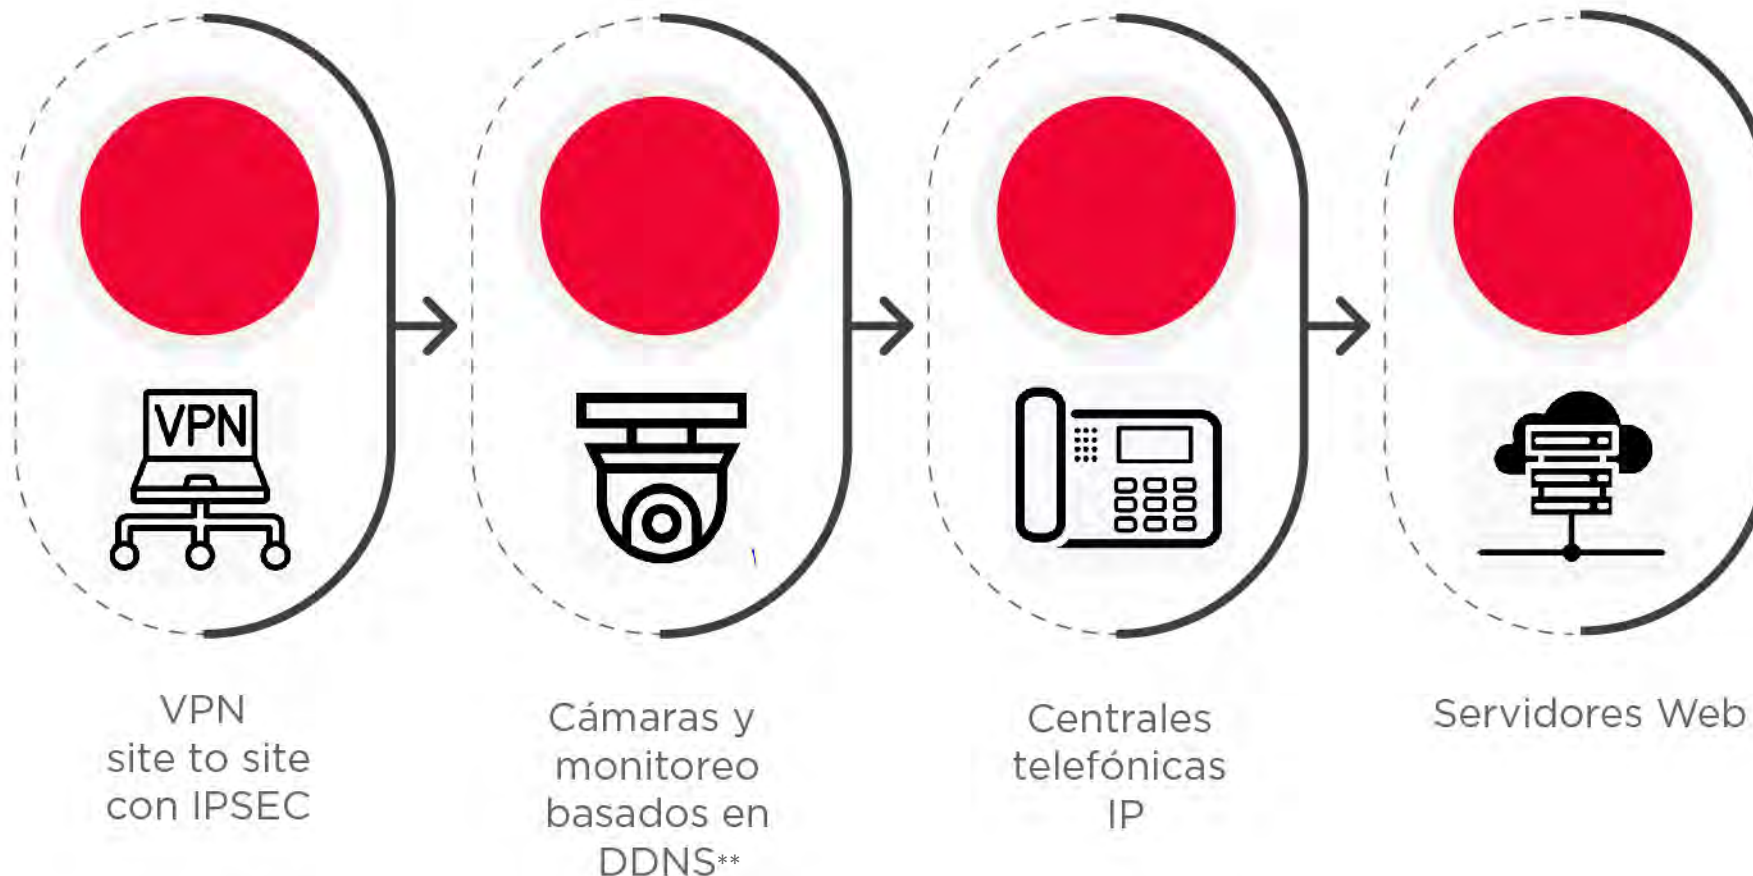 VPN
VPN
site to site
con IPSEC
Cámaras y
monitoreo
basados en
DDNS**
Centrales
telefónicas
IP
Servidores Web